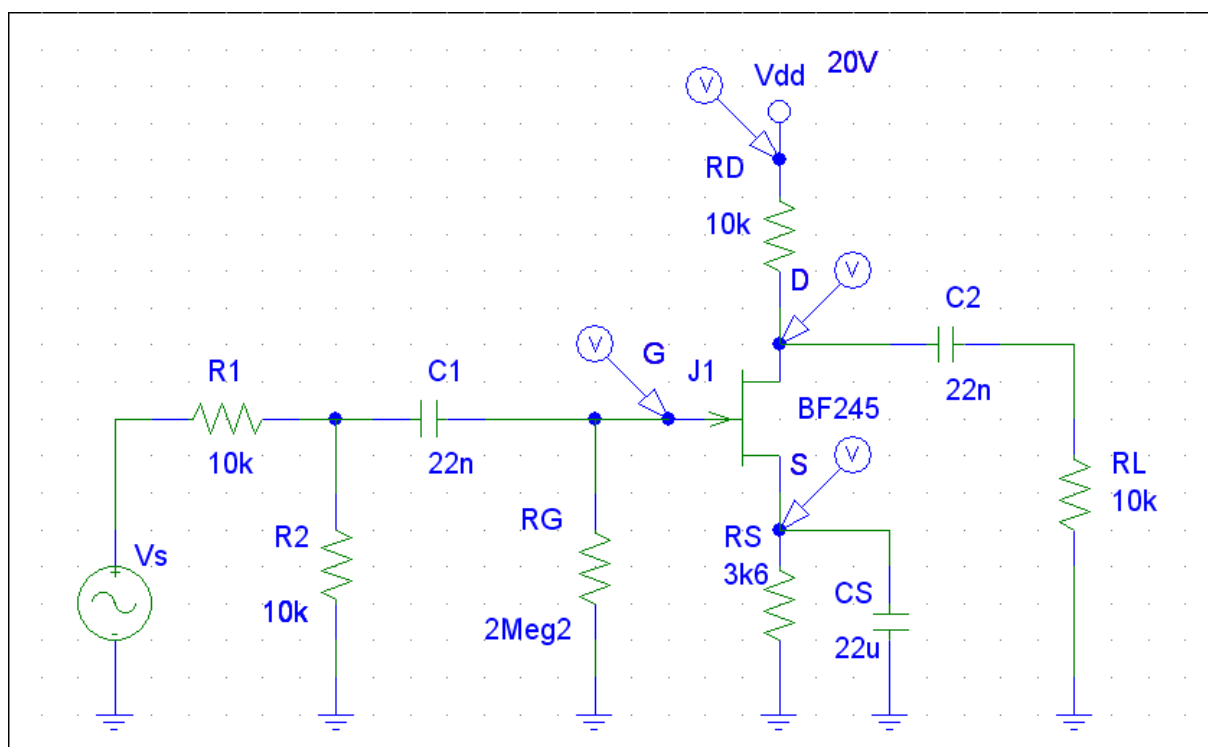 Vdd 20V
V
RD
10k
V
D
C2
22n
V
G
J1
R1
10k
C1
22n
BF245
S
V
RL
10k
Vs
R2
10k
RG
2Meg2
RS
3k6
CS
22u